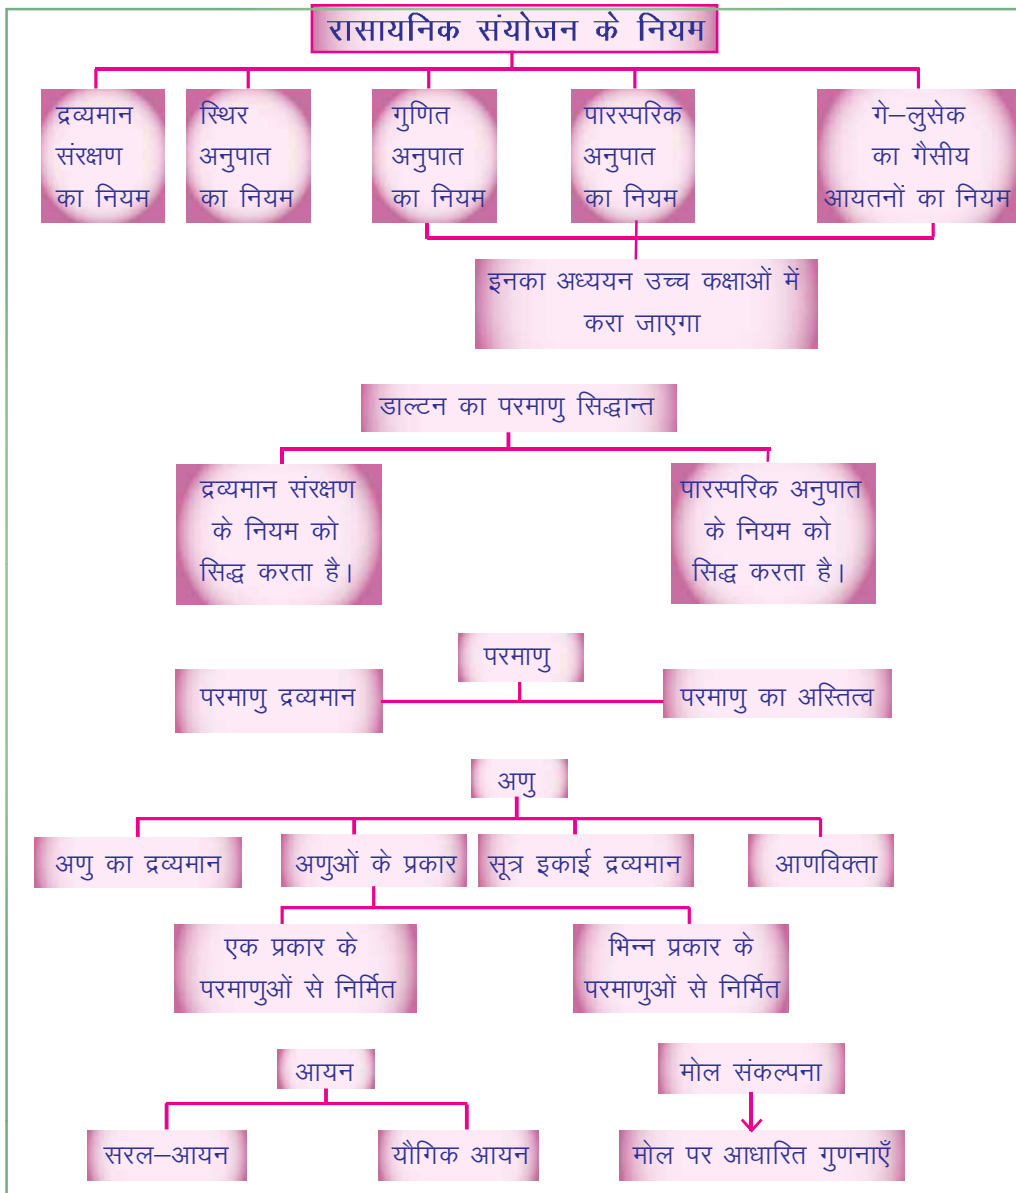 रासायनिक संयोजन के नियम
द्रव्यमान
संरक्षण
का नियम
स्थिर
अनुपात
का नियम
गुणित
अनुपात
का नियम
पारस्परिक
अनुपात
का नियम
गे–लुसेक
का गैसीय
आयतनों का नियम
इनका अध्ययन उच्च कक्षाओं में
करा जाएगा
डाल्टन का परमाणु सिद्धान्त
द्रव्यमान संरक्षण
के नियम को
सिद्ध करता है।
पारस्परिक अनुपात
के नियम को
सिद्ध करता है।
परमाणु
परमाणु द्रव्यमान
परमाणु का अस्तित्व
अणु
अणु का द्रव्यमान
अणुओं के प्रकार
सूत्र इकाई द्रव्यमान
आणविक्ता
एक प्रकार के
परमाणुओं से निर्मित
भिन्न प्रकार के
परमाणुओं से निर्मित
आयन
सरल–आयन
यौगिक आयन
मोल संकल्पना
मोल पर आधारित गुणनाएँ